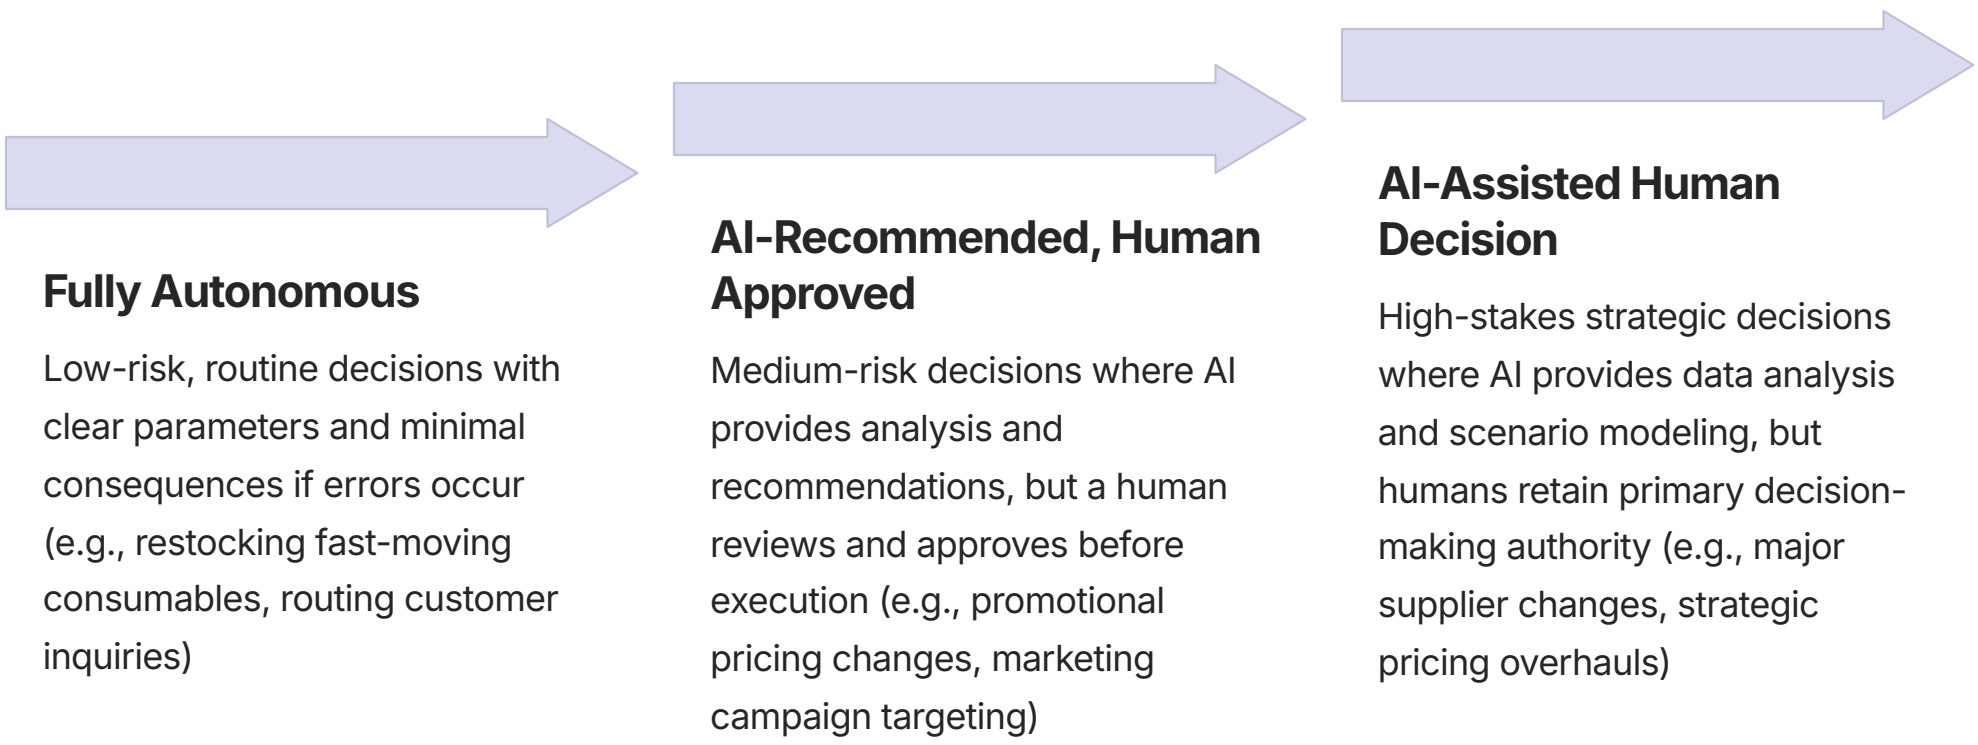 Fully Autonomous
Low-risk, routine decisions with
clear parameters and minimal
consequences if errors occur
(e.g., restocking fast-moving
consumables, routing customer
inquiries)
AI-Recommended, Human
Approved
Medium-risk decisions where AI
provides analysis and
recommendations, but a human
reviews and approves before
execution (e.g., promotional
pricing changes, marketing
campaign targeting)
AI-Assisted Human
Decision
High-stakes strategic decisions
where AI provides data analysis
and scenario modeling, but
humans retain primary decision-
making authority (e.g., major
supplier changes, strategic
pricing overhauls)